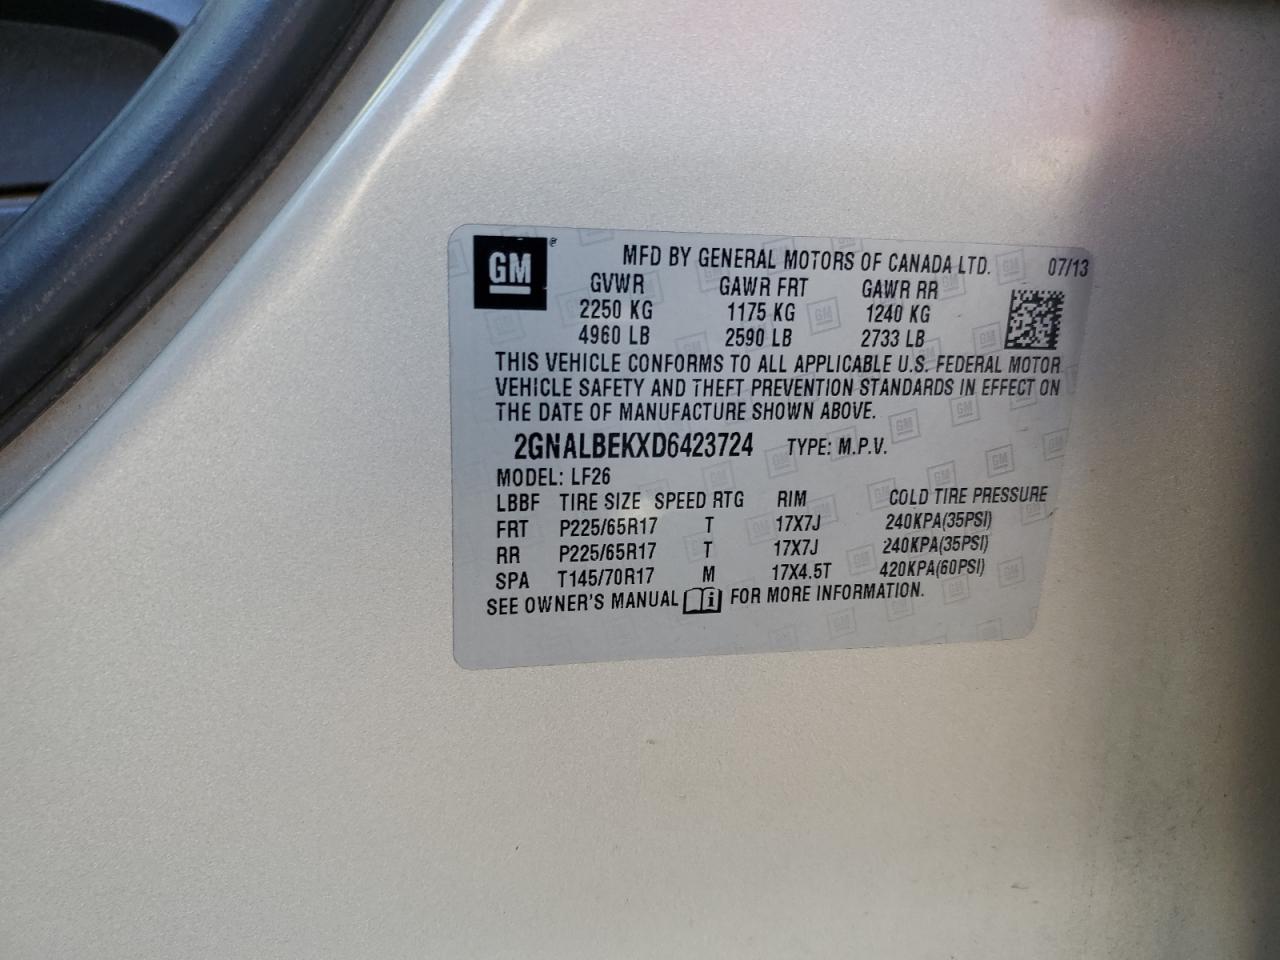 GM ® MFD BY GENERAL MOTORS OF CANADA LTD. 07/13
GVWR GAWR FRT GAWR RR
2250 KG 1175 KG 1240 KG
4960 LB 2590 LB 2733 LB
THIS VEHICLE CONFORMS TO ALL APPLICABLE U.S. FEDERAL MOTOR
VEHICLE SAFETY AND THEFT PREVENTION STANDARDS IN EFFECT ON
THE DATE OF MANUFACTURE SHOWN ABOVE.
2GNALBEKXD6423724 TYPE: M.P.V.
MODEL: LF26
LBBF TIRE SIZE SPEED RTG RIM COLD TIRE PRESSURE
FRT P225/65R17 T 17X7J 240KPA(35PSI)
RR P225/65R17 T 17X7J 240KPA(35PSI)
SPA T145/70R17 M 17X4.5T 420KPA(60PSI)
SEE OWNER'S MANUAL i FOR MORE INFORMATION.